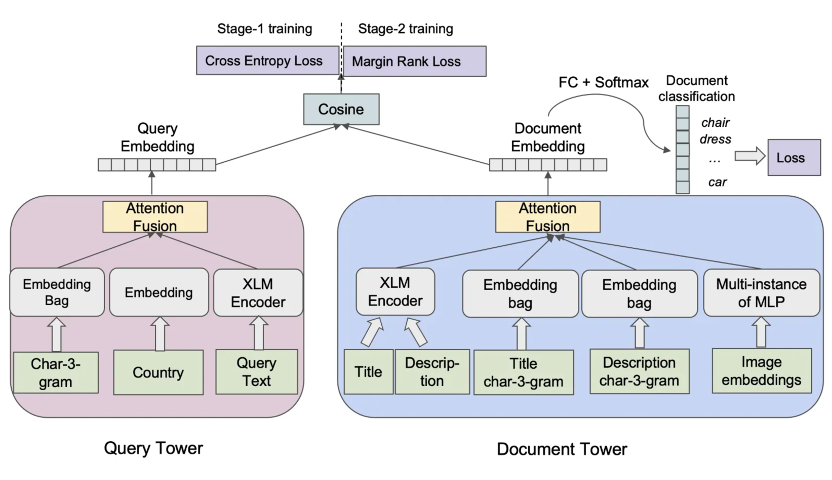 Stage-1 training
Stage-2 training
Cross Entropy Loss
Margin Rank Loss
Cosine
FC + Softmax
Document
classification
chair
dress
...
car
Loss
Query
Embedding
Document
Embedding
Attention
Fusion
Embedding
Bag
Embedding
XLM
Encoder
Char-3-
gram
Country
Query
Text
Query Tower
Attention
Fusion
XLM
Encoder
Embedding
bag
Embedding
bag
Multi-instance
of MLP
Title
Descrip-
tion
Title
char-3-gram
Description
char-3-gram
Image
embeddings
Document Tower